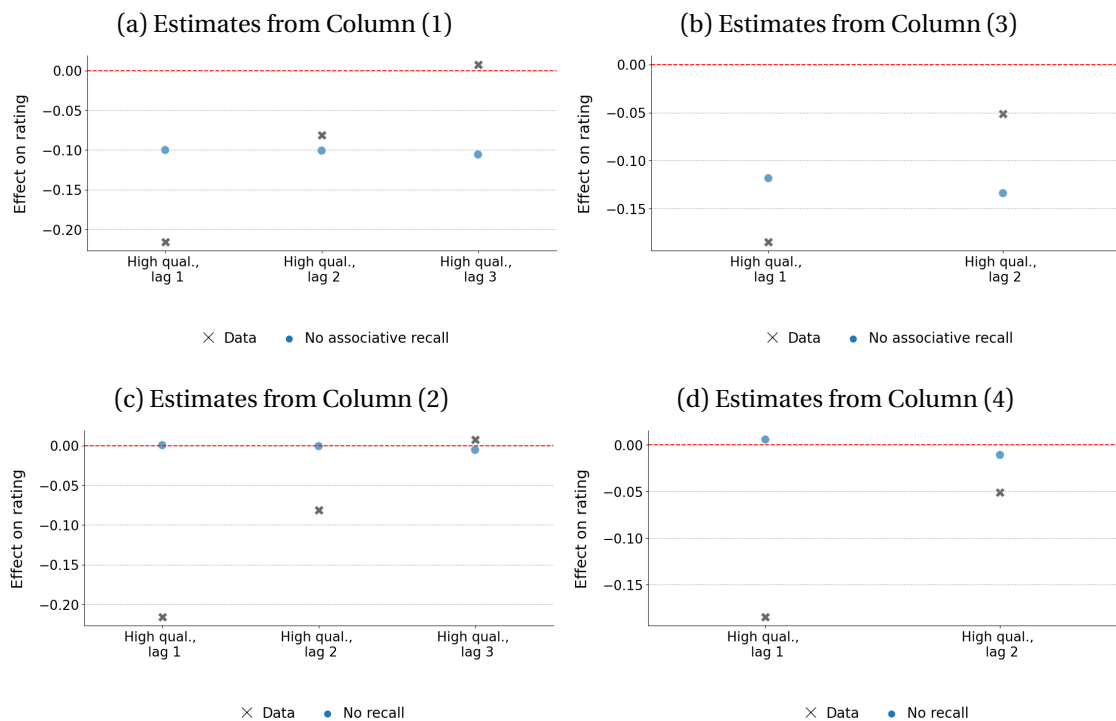 (a) Estimates from Column (1)
0.00
−0.05
−0.10
−0.15
−0.20
Effect on rating
High qual.,
lag 1
High qual.,
lag 2
High qual.,
lag 3
× Data
No associative recall
(b) Estimates from Column (3)
0.00
−0.05
−0.10
−0.15
Effect on rating
High qual.,
lag 1
High qual.,
lag 2
× Data
No associative recall
(c) Estimates from Column (2)
0.00
−0.05
−0.10
−0.15
−0.20
Effect on rating
High qual.,
lag 1
High qual.,
lag 2
High qual.,
lag 3
× Data
No recall
(d) Estimates from Column (4)
0.00
−0.05
−0.10
−0.15
Effect on rating
High qual.,
lag 1
High qual.,
lag 2
× Data
No recall